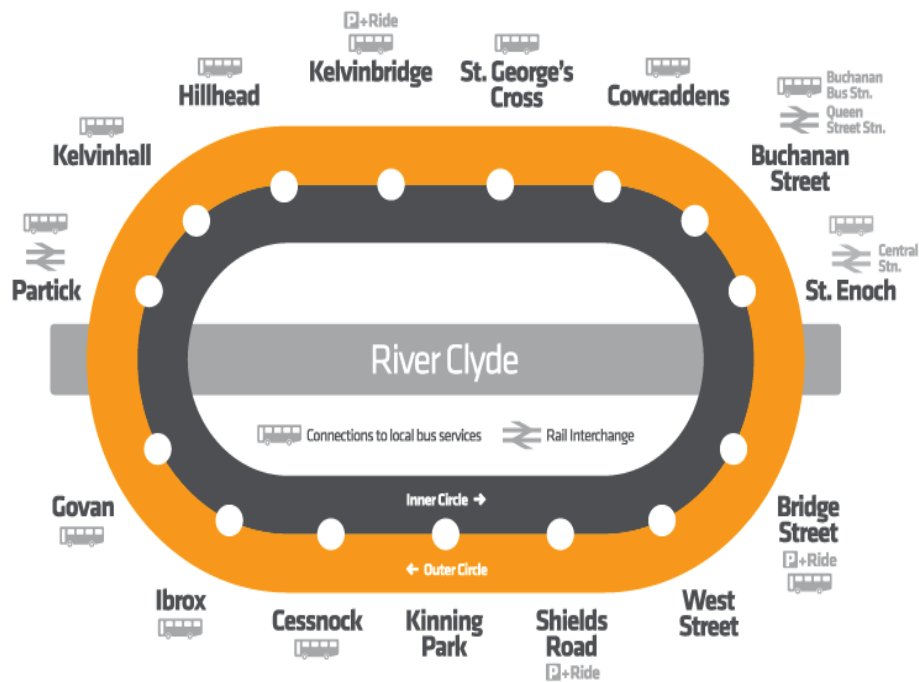 P+Ride
Kelvinbridge
St. George's
Cross
Hillhead
Cowcaddens
Buchanan
Bus Stn.
Queen
Street Stn.
Buchanan
Street
Kelvinhall
Partick
Central
Stn.
St. Enoch
River Clyde
Connections to local bus services
Rail Interchange
Inner Circle →
← Outer Circle
Govan
Bridge
Street
P+Ride
Ibrox
Cessnock
Kinning
Park
Shields
Road
P+Ride
West
Street